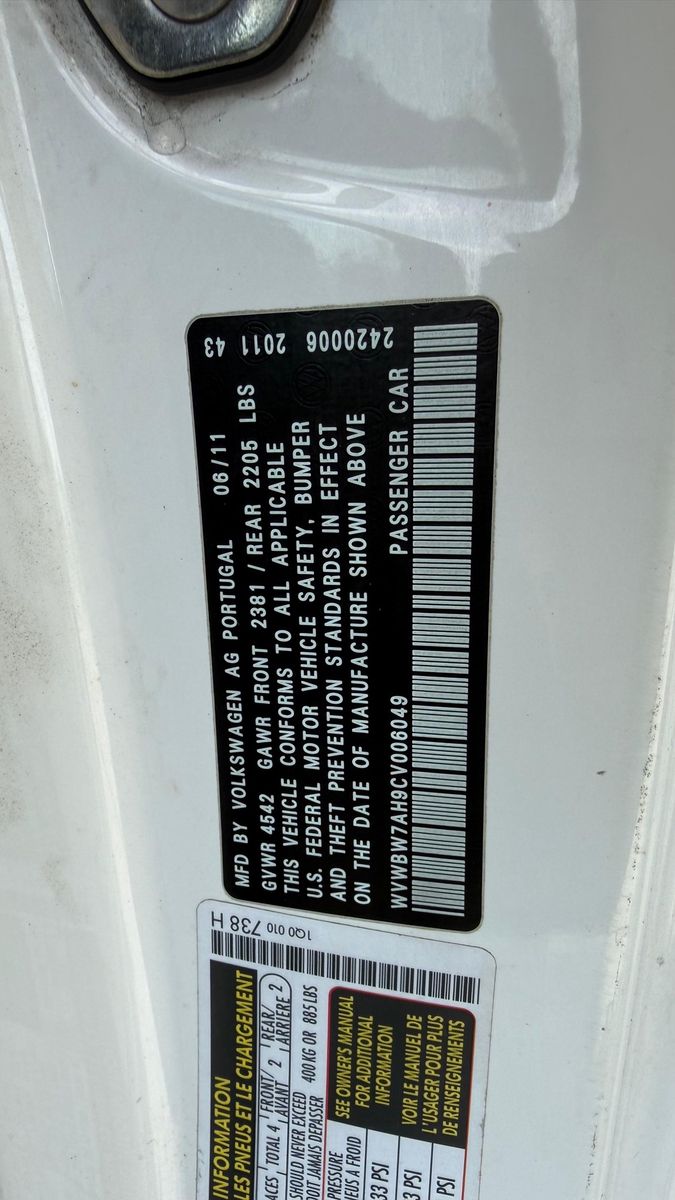 MFD BY VOLKSWAGEN AG PORTUGAL 06/11 2011 43
GVWR 4542 GAWR FRONT 2381 / REAR 2205 LBS
THIS VEHICLE CONFORMS TO ALL APPLICABLE 2420006
U.S. FEDERAL MOTOR VEHICLE SAFETY, BUMPER
AND THEFT PREVENTION STANDARDS IN EFFECT
ON THE DATE OF MANUFACTURE SHOWN ABOVE
WVWBW7AH9CV006049 PASSENGER CAR
1Q0 010 738 H
INFORMATION
LES PNEUS ET LE CHARGEMENT
TOTAL 4 FRONT/AVANT 2 REAR/ARRIERE 2
SHOULD NEVER EXCEED
JAMAIS DEPASSER 400 KG OR 885 LBS
PRESSURE
A FROID
33 PSI
PSI
PSI
SEE OWNER'S MANUAL
FOR ADDITIONAL
INFORMATION
VOIR LE MANUEL DE
L'USAGER POUR PLUS
DE RENSEIGNEMENTS